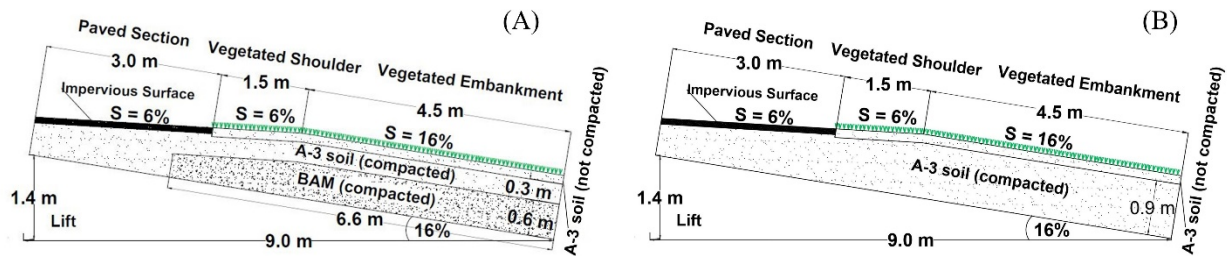 (A)
Paved Section
Vegetated Shoulder
Vegetated Embankment
3.0 m
1.5 m
4.5 m
Impervious Surface
S = 6%
S = 6%
S = 16%
A-3 soil (compacted)
BAM (compacted)
0.3 m
0.6 m
6.6 m
16%
1.4 m
Lift
9.0 m
A-3 soil (not compacted)
(B)
Paved Section
Vegetated Shoulder
Vegetated Embankment
3.0 m
1.5 m
4.5 m
Impervious Surface
S = 6%
S = 6%
S = 16%
A-3 soil (compacted)
0.9 m
16%
1.4 m
Lift
9.0 m
A-3 soil (not compacted)